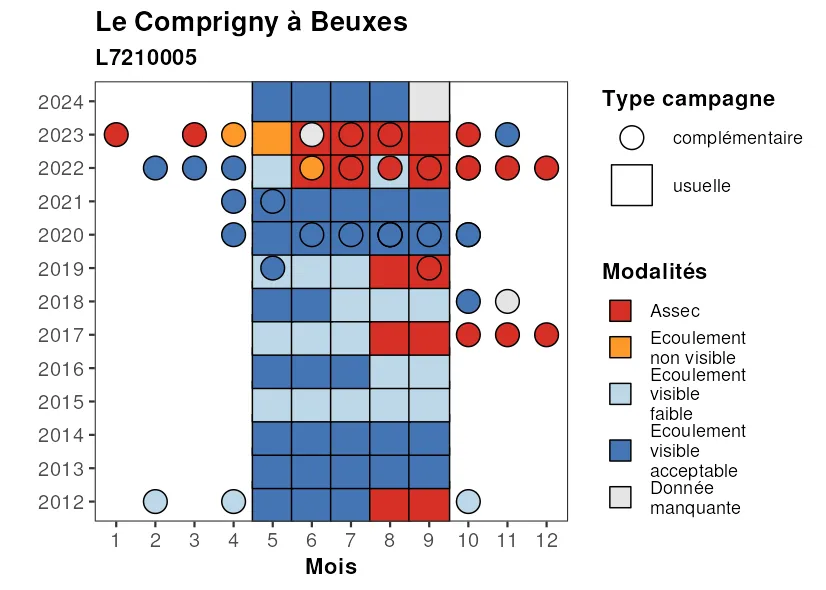 Le Comprigny à Beuxes
L7210005
2024
2023
2022
2021
2020
2019
2018
2017
2016
2015
2014
2013
2012
1 2 3 4 5 6 7 8 9 10 11 12
Mois
Type campagne
complémentaire
usuelle
Modalités
Assec
Ecoulement
non visible
Ecoulement
visible
faible
Ecoulement
visible
acceptable
Donnée
manquante